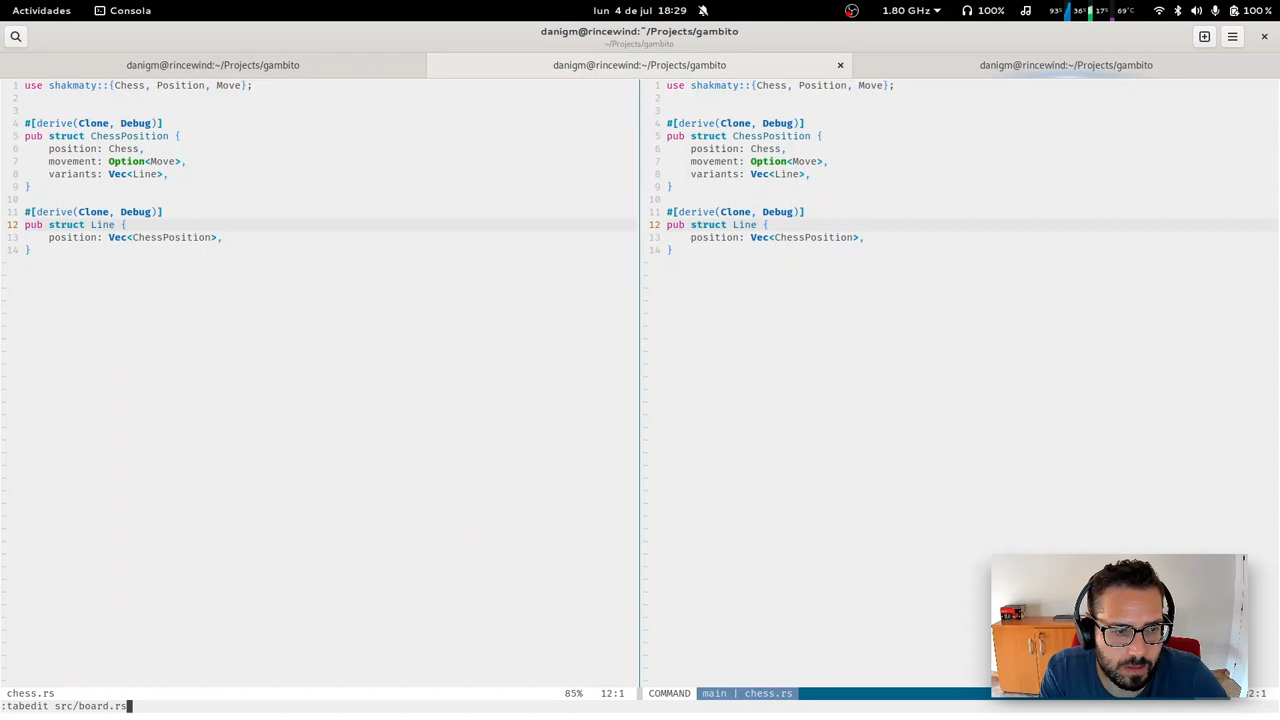 Actividades
Consola
lun 4 de jul 18:29
1.80 GHz
100%
93%
36%
17%
69°C
100 %
danigm@rincewind:~/Projects/gambito
~/Projects/gambito
danigm@rincewind:~/Projects/gambito
danigm@rincewind:~/Projects/gambito
danigm@rincewind:~/Projects/gambito
1 use shakmaty::{Chess, Position, Move};
2
3
4 #[derive(Clone, Debug)]
5 pub struct ChessPosition {
6     position: Chess,
7     movement: Option<Move>,
8     variants: Vec<Line>,
9 }
10
11 #[derive(Clone, Debug)]
12 pub struct Line {
13     position: Vec<ChessPosition>,
14 }
1 use shakmaty::{Chess, Position, Move};
2
3
4 #[derive(Clone, Debug)]
5 pub struct ChessPosition {
6     position: Chess,
7     movement: Option<Move>,
8     variants: Vec<Line>,
9 }
10
11 #[derive(Clone, Debug)]
12 pub struct Line {
13     position: Vec<ChessPosition>,
14 }
chess.rs 85% 12:1
COMMAND main | chess.rs 2:1
:tabedit src/board.rs